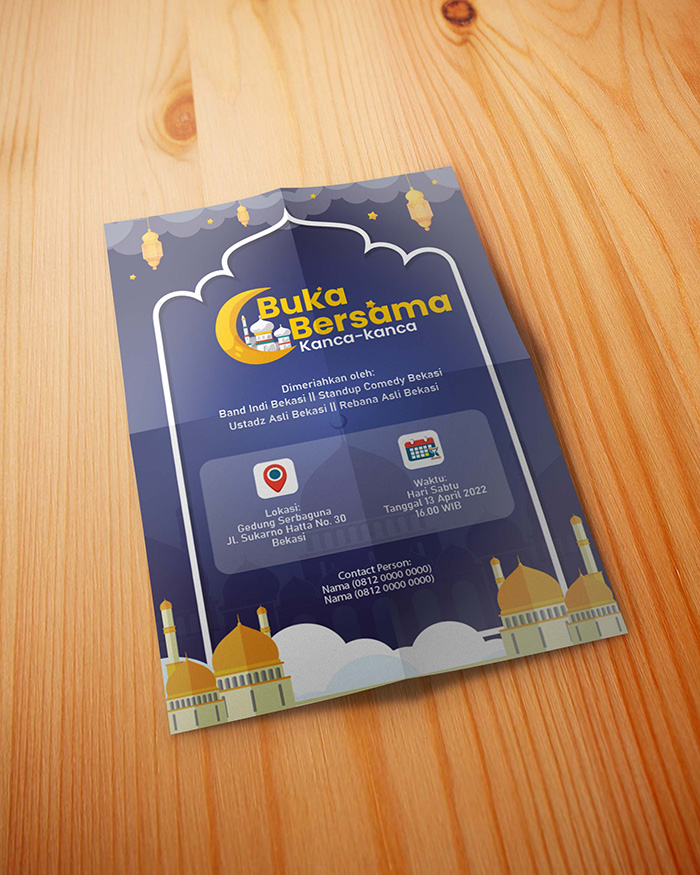 Buka
Bersama
Kanca-kanca
Dimeriahkan oleh:
Band Indi Bekasi || Standup Comedy Bekasi
Ustadz Asli Bekasi || Rebana Asli Bekasi
Lokasi:
Gedung Serbaguna
Jl. Sukarno Hatta No. 30
Bekasi
Waktu:
Hari Sabtu
Tanggal 13 April 2022
16.00 WIB
Contact Person:
Nama (0812 0000 0000)
Nama (0812 0000 0000)